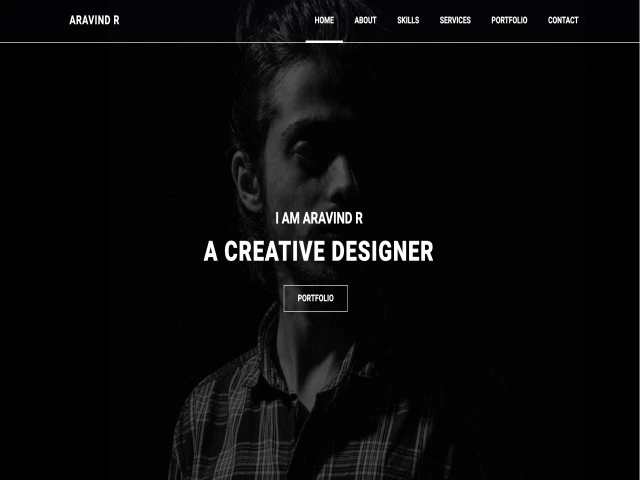 ARAVIND R
HOME ABOUT SKILLS SERVICES PORTFOLIO CONTACT
I AM ARAVIND R
A CREATIVE DESIGNER
PORTFOLIO